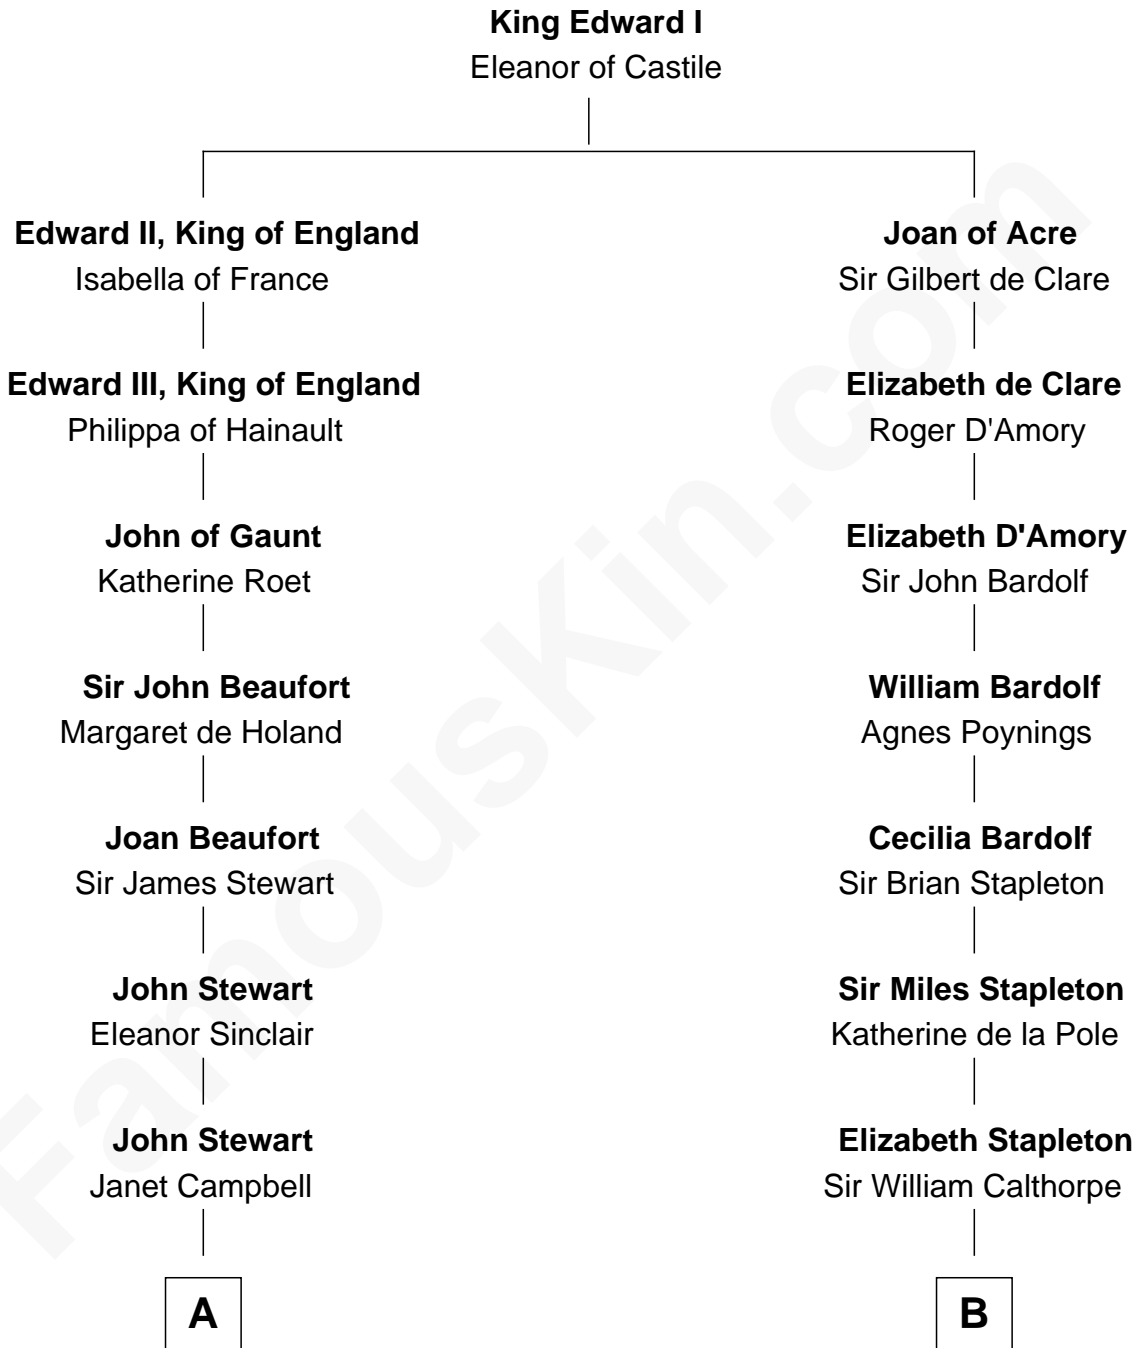 King Edward I
Eleanor of Castile
Edward II, King of England
Isabella of France
Joan of Acre
Sir Gilbert de Clare
Edward III, King of England
Philippa of Hainault
Elizabeth de Clare
Roger D'Amory
John of Gaunt
Katherine Roet
Elizabeth D'Amory
Sir John Bardolf
Sir John Beaufort
Margaret de Holand
William Bardolf
Agnes Poynings
Joan Beaufort
Sir James Stewart
Cecilia Bardolf
Sir Brian Stapleton
John Stewart
Eleanor Sinclair
Sir Miles Stapleton
Katherine de la Pole
John Stewart
Janet Campbell
Elizabeth Stapleton
Sir William Calthorpe
A
B
FamousKin.com